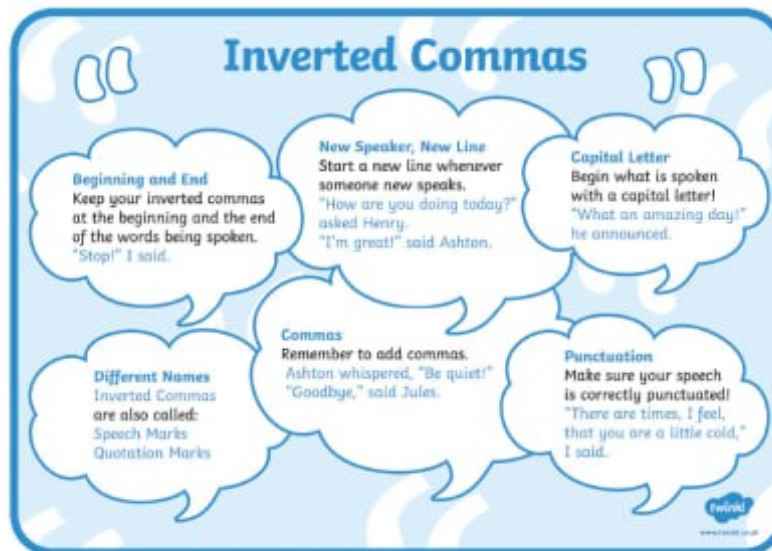 Inverted Commas
Beginning and End
Keep your inverted commas
at the beginning and the end
of the words being spoken.
"Stop!" I said.
New Speaker, New Line
Start a new line whenever
someone new speaks.
"How are you doing today?"
asked Henry.
"I'm great!" said Ashton.
Capital Letter
Begin what is spoken
with a capital letter!
"What an amazing day!"
he announced.
Different Names
Inverted Commas
are also called:
Speech Marks
Quotation Marks
Commas
Remember to add commas.
Ashton whispered, "Be quiet!"
"Goodbye," said Jules.
Punctuation
Make sure your speech
is correctly punctuated!
"There are times, I feel,
that you are a little cold,"
I said.
twinkl
www.twinkl.co.uk